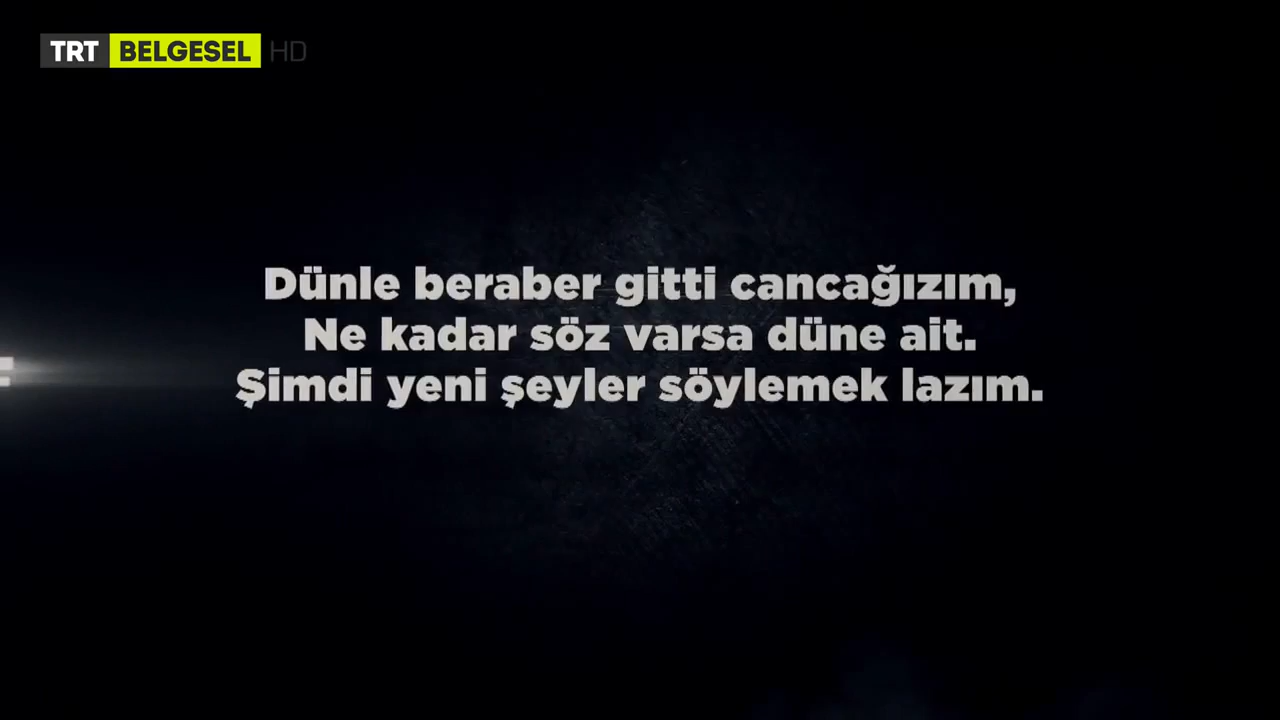 TRT BELGESEL HD
Dünle beraber gitti cancağızım,
Ne kadar söz varsa düne ait.
Şimdi yeni şeyler söylemek lazım.